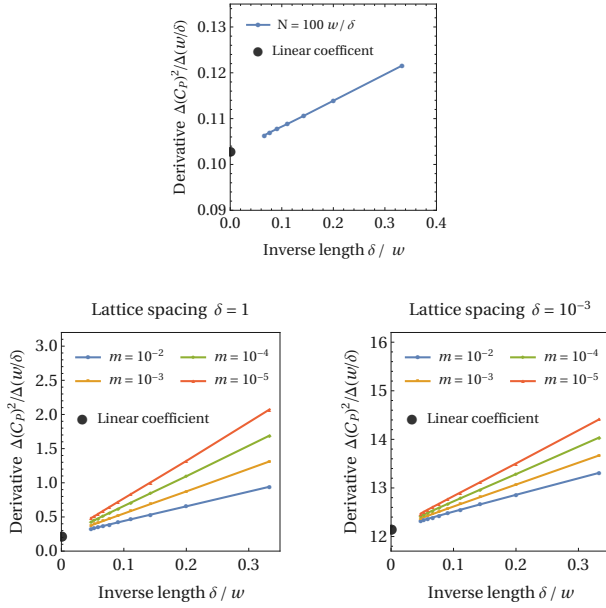 Derivative Δ(C_P)^2/Δ(w/δ)
0.13
0.12
0.11
0.10
0.09
N = 100 w/δ
Linear coefficent
0.0 0.1 0.2 0.3 0.4
Inverse length δ / w
Lattice spacing δ = 1
Derivative Δ(C_P)^2/Δ(w/δ)
3.0
2.5
2.0
1.5
1.0
0.5
0.0
m = 10^-2 m = 10^-4
m = 10^-3 m = 10^-5
Linear coefficient
0 0.1 0.2 0.3
Inverse length δ / w
Lattice spacing δ = 10^-3
Derivative Δ(C_P)^2/Δ(w/δ)
16
15
14
13
12
m = 10^-2 m = 10^-4
m = 10^-3 m = 10^-5
Linear coefficient
0 0.1 0.2 0.3
Inverse length δ / w